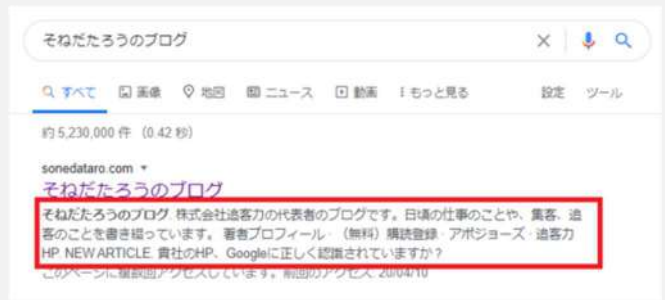 そねだたろうのブログ
すべて 画像 地図 ニュース 動画 もっと見る 設定 ツール
約 5,230,000 件 （0.42 秒）
sonedataro.com
そねだたろうのブログ
そねだたろうのブログ. 株式会社追客力の代表者のブログです。日頃の仕事のことや、集客、追
客のことを書き綴っています。 著者プロフィール · （無料）購読登録 · アポジョーズ · 追客力
HP. NEW ARTICLE. 貴社のHP、Googleに正しく認識されていますか？
このページに複数回アクセスしています。前回のアクセス: 20/04/10